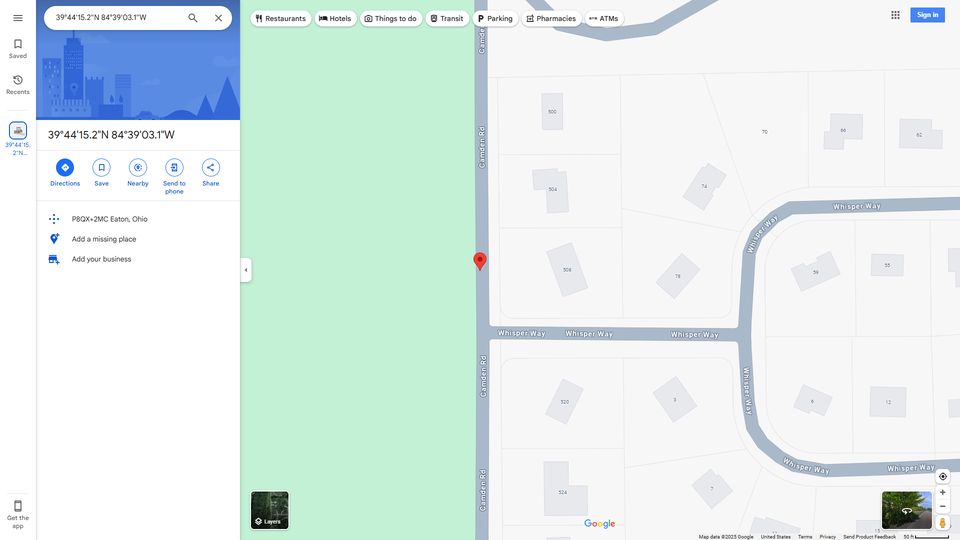 39°44'15.2"N 84°39'03.1"W
Restaurants
Hotels
Things to do
Transit
Parking
Pharmacies
ATMs
Sign in
Saved
Recents
39°44'15.
2"N...
39°44'15.2"N 84°39'03.1"W
Directions
Save
Nearby
Send to
phone
Share
P8QX+2MC Eaton, Ohio
Add a missing place
Add your business
Get the
app
Layers
Camden Rd
Camden Rd
Camden Rd
Whisper Way
Whisper Way
Whisper Way
Whisper Way
Whisper Way
Whisper Way
Whisper Way
Whisper Way
500
70
66
62
504
74
508
78
59
55
520
3
6
12
524
7
Google
Map data ©2025 Google
United States
Terms
Privacy
Send Product Feedback
50 ft